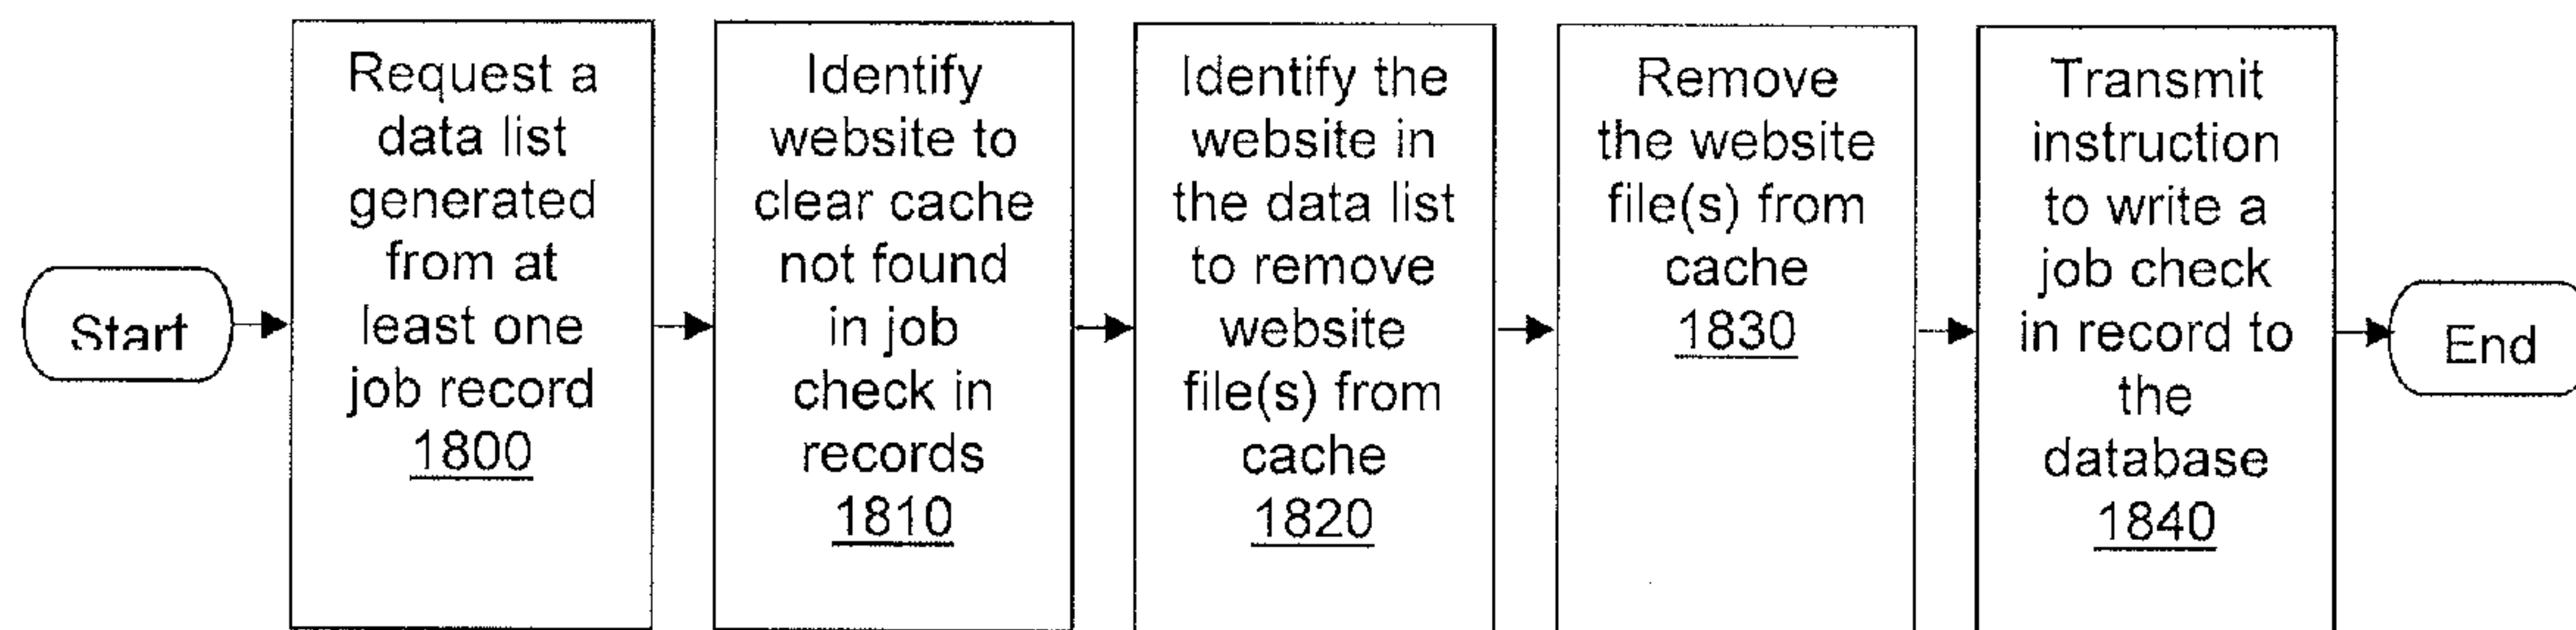 Start
Request a
data list
generated
from at
least one
job record
1800
Identify
website to
clear cache
not found
in job
check in
records
1810
Identify the
website in
the data list
to remove
website
file(s) from
cache
1820
Remove
the website
file(s) from
cache
1830
Transmit
instruction
to write a
job check
in record to
the
database
1840
End